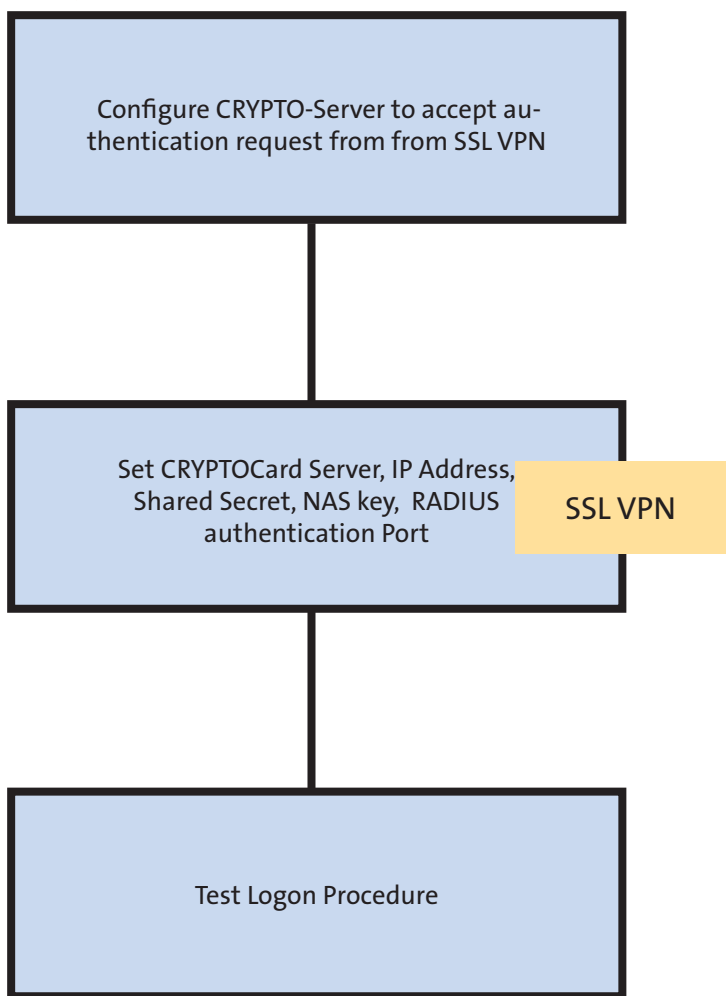 Configure CRYPTO-Server to accept au-
thentication request from from SSL VPN
Set CRYPTOCard Server, IP Address,
Shared Secret, NAS key, RADIUS
authentication Port
SSL VPN
Test Logon Procedure